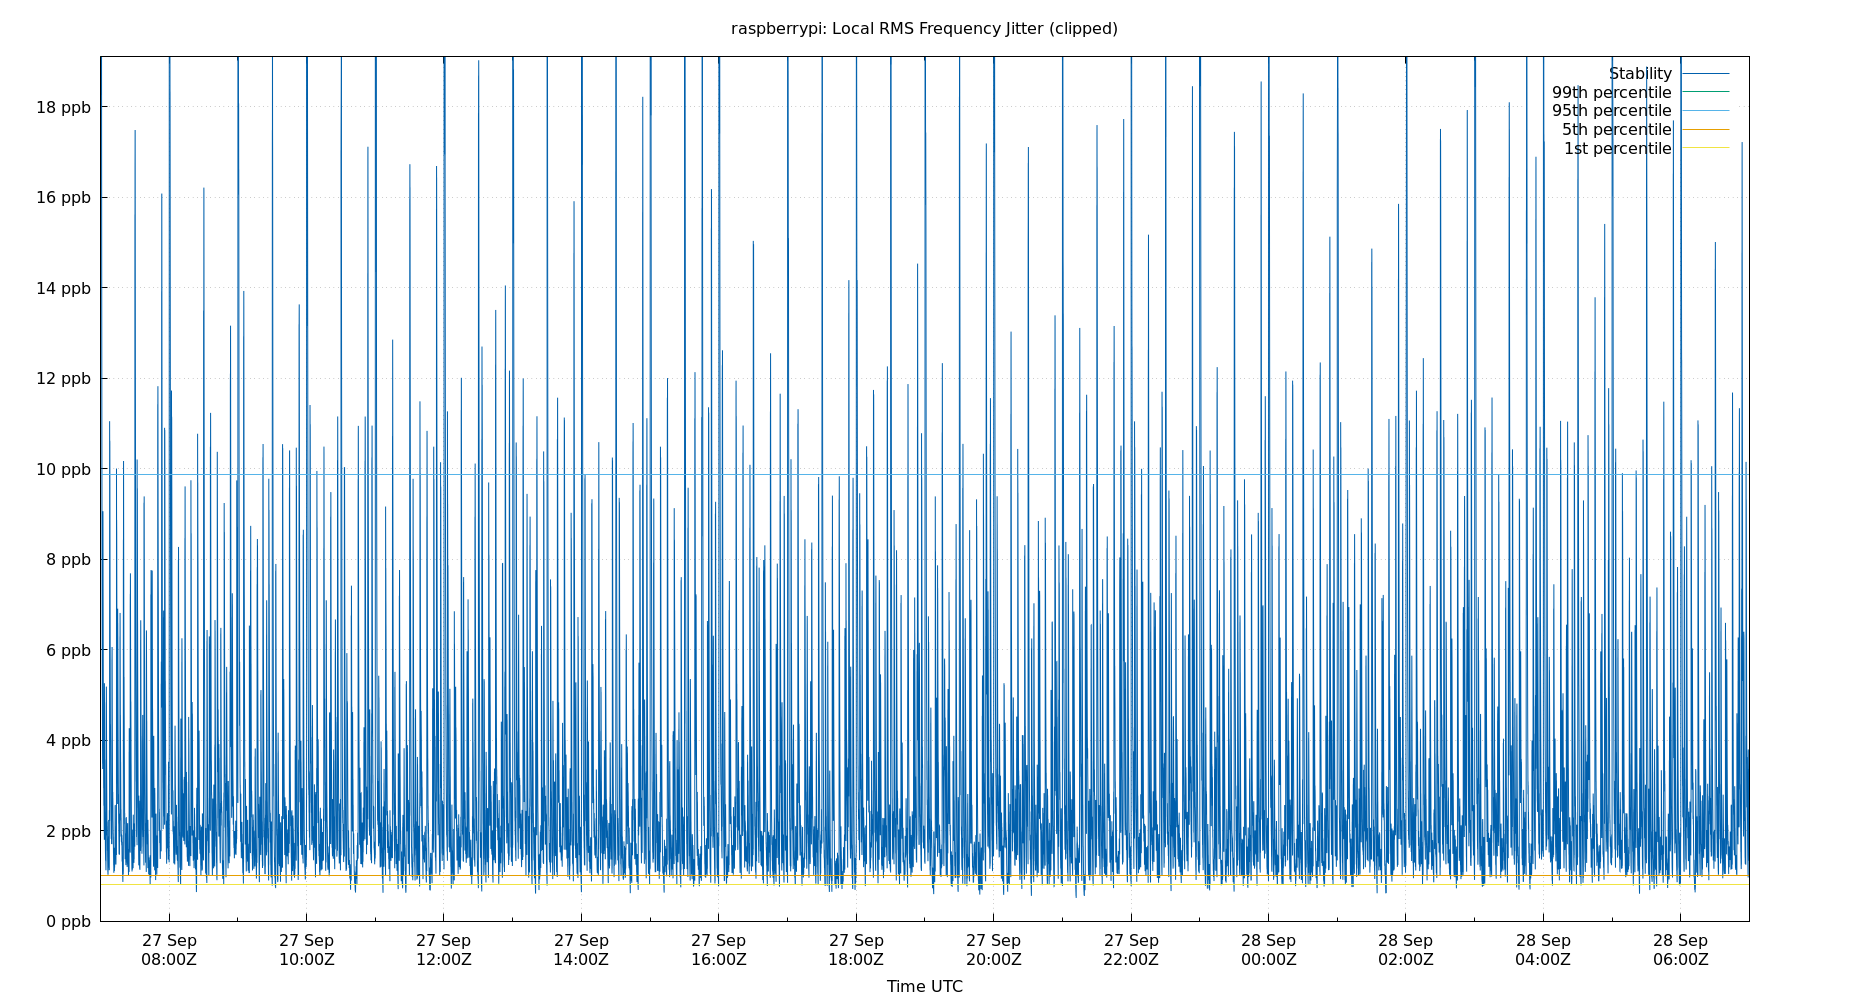 raspberrypi: Local RMS Frequency Jitter (clipped)
Stability
99th percentile
95th percentile
5th percentile
1st percentile
18 ppb
16 ppb
14 ppb
12 ppb
10 ppb
8 ppb
6 ppb
4 ppb
2 ppb
0 ppb
27 Sep 27 Sep 27 Sep 27 Sep 27 Sep 27 Sep 27 Sep 27 Sep 28 Sep 28 Sep 28 Sep 28 Sep
08:00Z 10:00Z 12:00Z 14:00Z 16:00Z 18:00Z 20:00Z 22:00Z 00:00Z 02:00Z 04:00Z 06:00Z
Time UTC